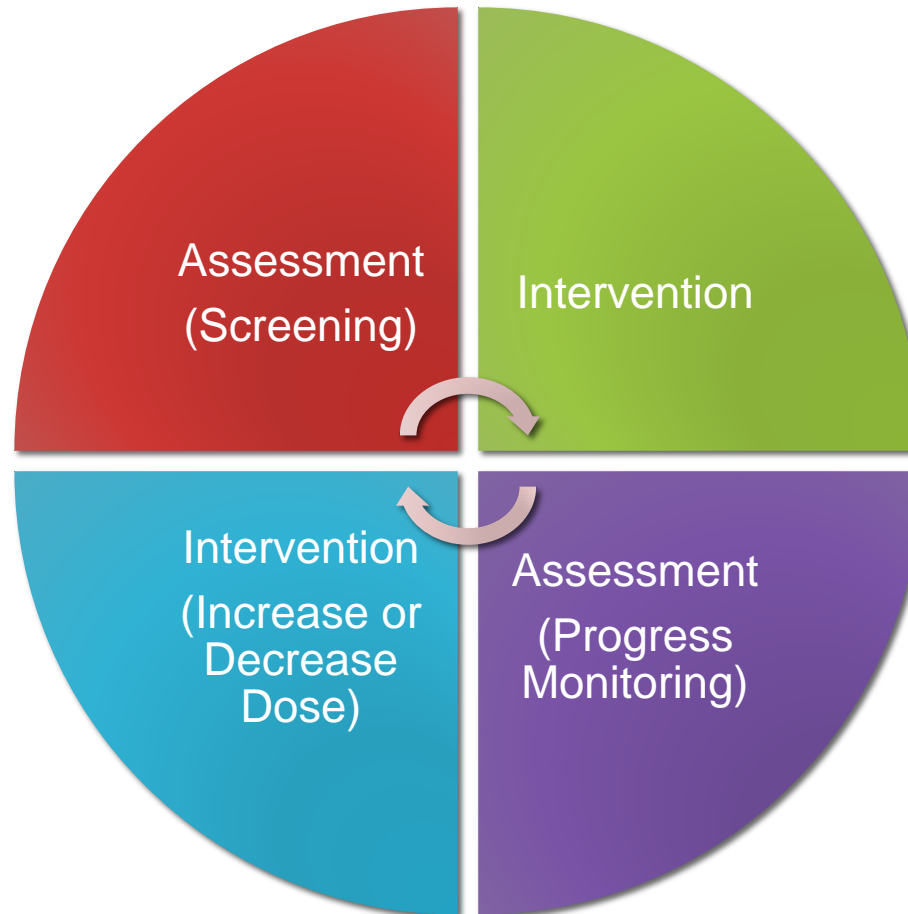 Assessment
(Screening)
Intervention
Intervention
(Increase or
Decrease
Dose)
Assessment
(Progress
Monitoring)